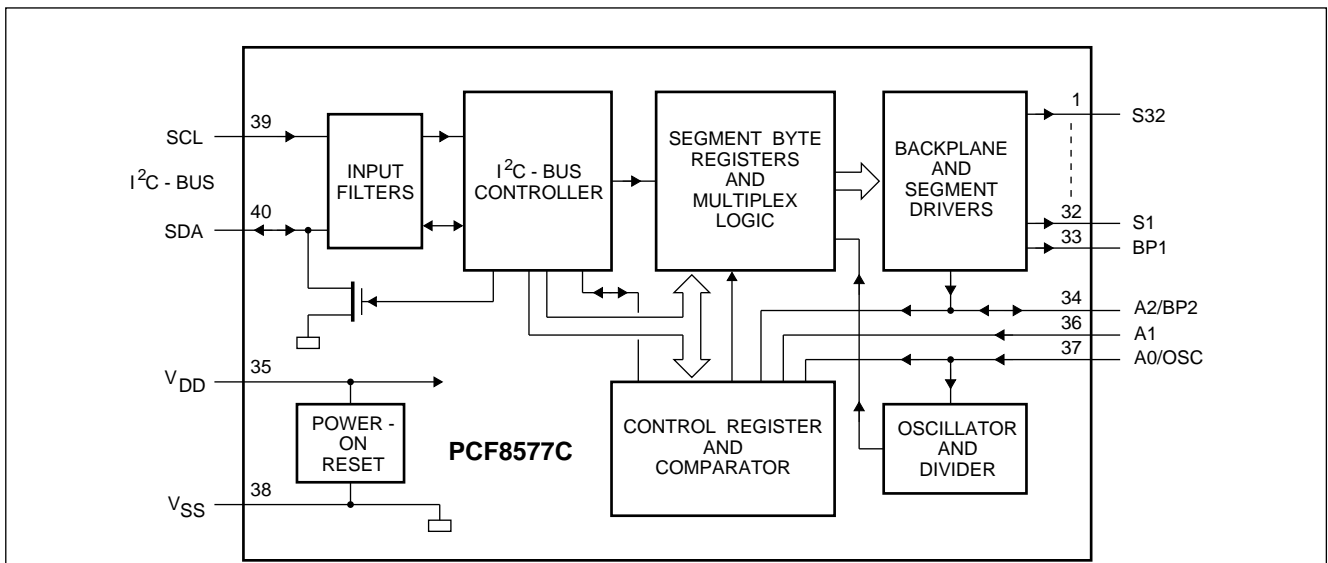 SCL
39
I²C - BUS
SDA
40
INPUT
FILTERS
I²C - BUS
CONTROLLER
SEGMENT BYTE
REGISTERS
AND
MULTIPLEX
LOGIC
BACKPLANE
AND
SEGMENT
DRIVERS
1
S32
32
S1
33
BP1
34
A2/BP2
36
A1
37
A0/OSC
VDD
35
POWER -
ON
RESET
PCF8577C
CONTROL REGISTER
AND
COMPARATOR
OSCILLATOR
AND
DIVIDER
VSS
38